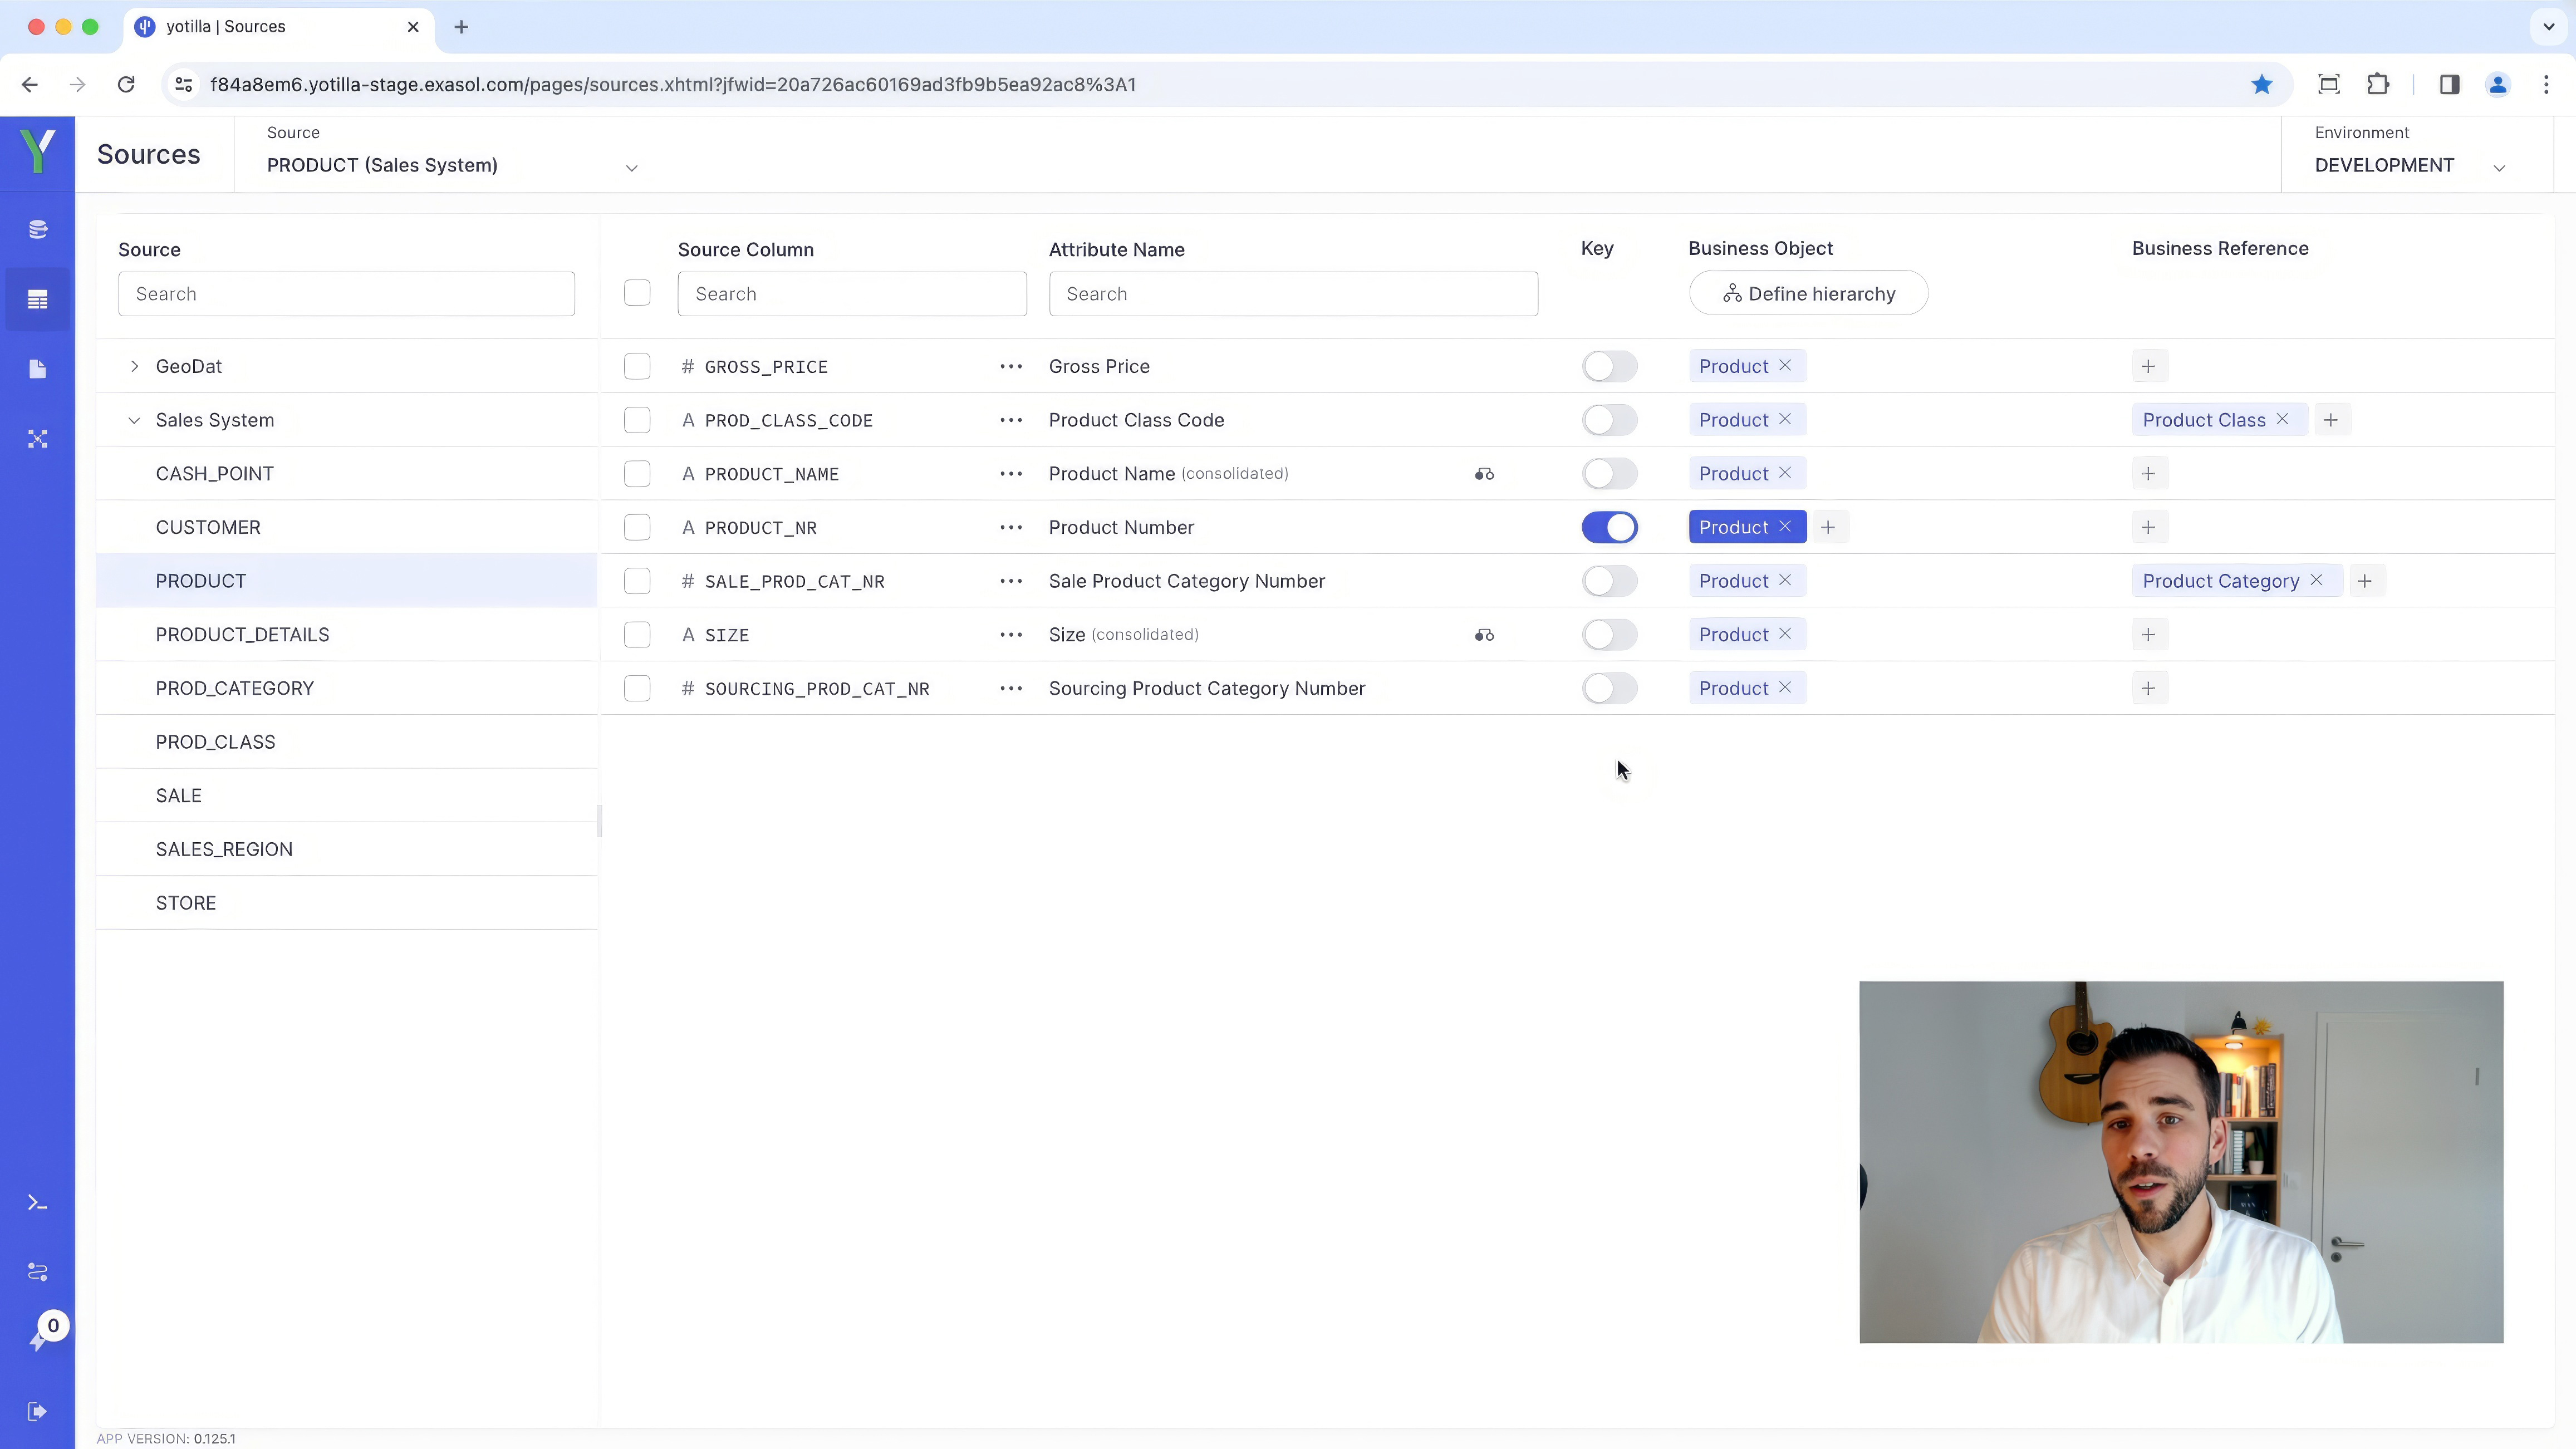 yotilla | Sources
f84a8em6.yotilla-stage.exasol.com/pages/sources.xhtml?jfwid=20a726ac60169ad3fb9b5ea92ac8%3A1
Sources
Source
PRODUCT (Sales System)
Environment
DEVELOPMENT
Source
Source Column
Attribute Name
Key
Business Object
Business Reference
Search
Search
Search
Define hierarchy
GeoDat
# GROSS_PRICE
Gross Price
Product
Sales System
A PROD_CLASS_CODE
Product Class Code
Product
Product Class
CASH_POINT
A PRODUCT_NAME
Product Name (consolidated)
Product
CUSTOMER
A PRODUCT_NR
Product Number
Product
PRODUCT
# SALE_PROD_CAT_NR
Sale Product Category Number
Product
Product Category
PRODUCT_DETAILS
A SIZE
Size (consolidated)
Product
PROD_CATEGORY
# SOURCING_PROD_CAT_NR
Sourcing Product Category Number
Product
PROD_CLASS
SALE
SALES_REGION
STORE
0
APP VERSION: 0.125.1